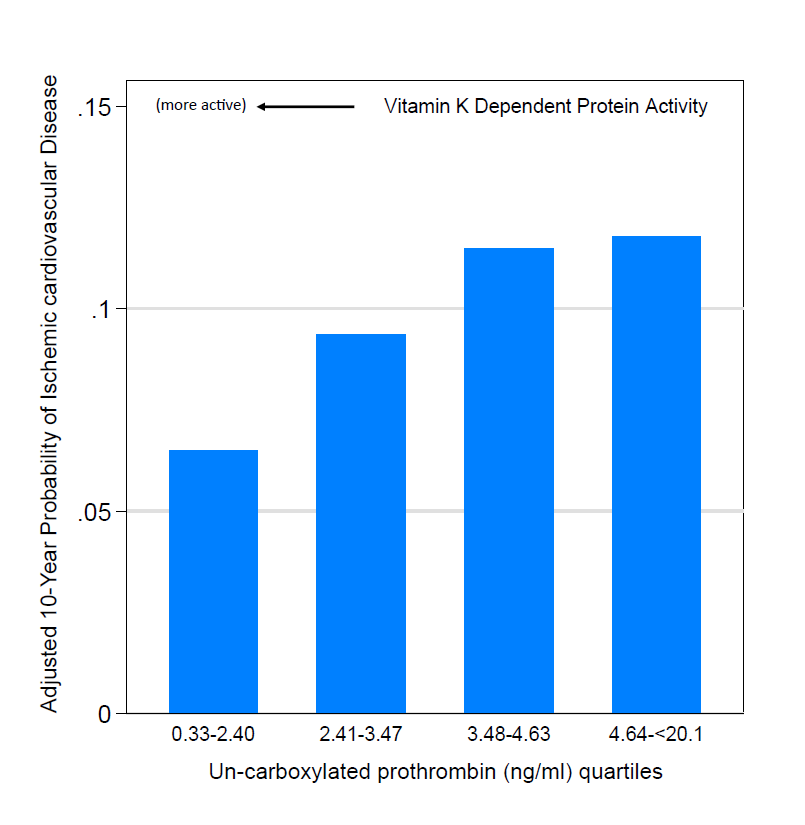 Adjusted 10-Year Probability of Ischemic cardiovascular Disease
.15
(more active)
Vitamin K Dependent Protein Activity
.1
.05
0
0.33-2.40
2.41-3.47
3.48-4.63
4.64-<20.1
Un-carboxylated prothrombin (ng/ml) quartiles